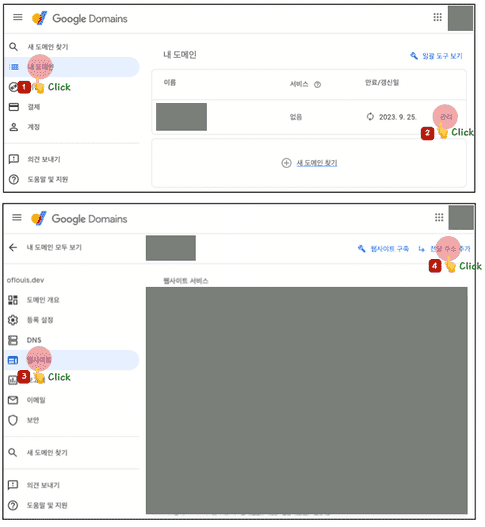 Google Domains
새 도메인 찾기
내 도메인
1 Click
결제
계정
의견 보내기
도움말 및 지원
내 도메인
일괄 도구 보기
이름
서비스
만료/갱신일
없음
2023. 9. 25.
관리
2 Click
새 도메인 찾기
Google Domains
내 도메인 모두 보기
웹사이트 구축
전달 주소 추가
4 Click
oflouis.dev
웹사이트 서비스
도메인 개요
등록 설정
DNS
웹사이트
3 Click
이메일
보안
새 도메인 찾기
의견 보내기
도움말 및 지원